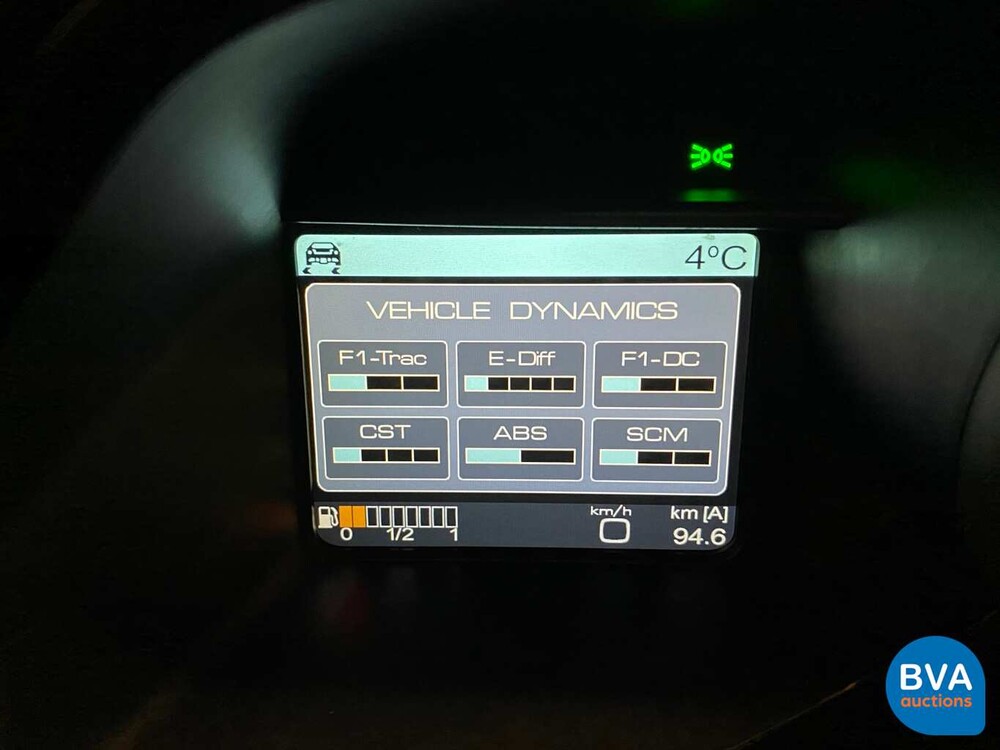 4°C
VEHICLE DYNAMICS
F1-Trac E-Diff F1-DC
CST ABS SCM
0 1/2 1
km/h
0
km [A]
94.6
BVA
auctions